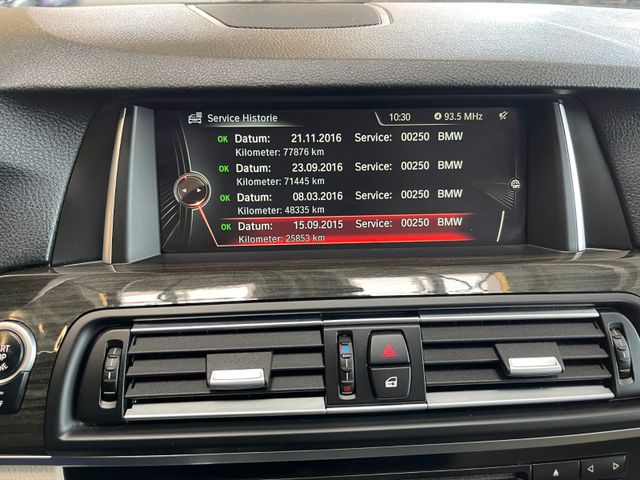 Service Historie 10:30 93.5 MHz
OK Datum: 21.11.2016 Service: 00250 BMW
Kilometer: 77876 km
OK Datum: 23.09.2016 Service: 00250 BMW
Kilometer: 71445 km
OK Datum: 08.03.2016 Service: 00250 BMW
Kilometer: 48335 km
OK Datum: 15.09.2015 Service: 00250 BMW
Kilometer: 25853 km